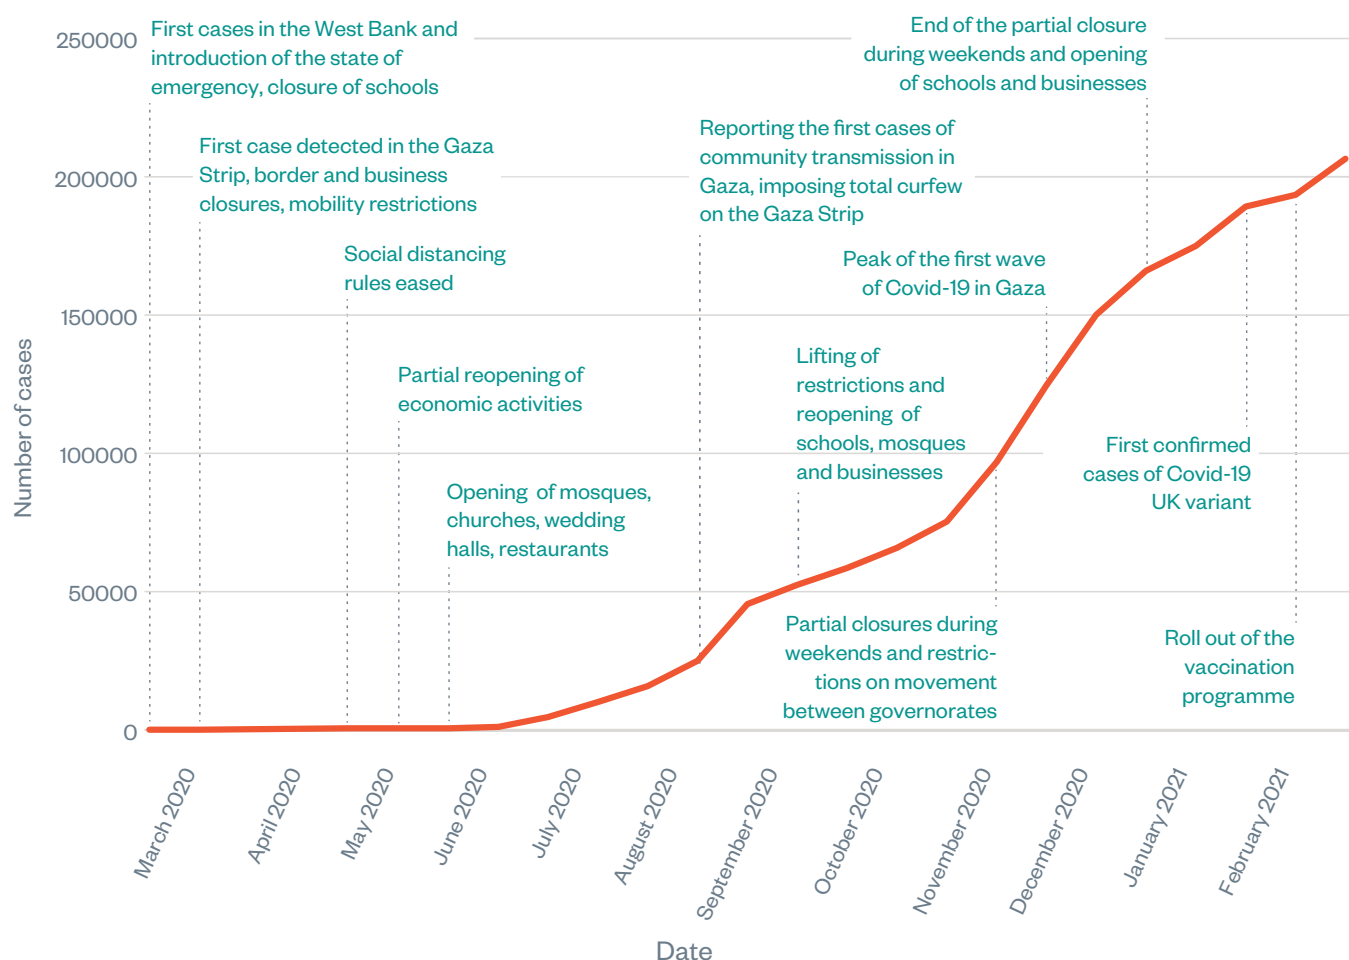 250000
200000
150000
100000
50000
0
Number of cases
First cases in the West Bank and
introduction of the state of
emergency, closure of schools
First case detected in the Gaza
Strip, border and business
closures, mobility restrictions
Social distancing
rules eased
Partial reopening of
economic activities
Opening of mosques,
churches, wedding
halls, restaurants
Reporting the first cases of
community transmission in
Gaza, imposing total curfew
on the Gaza Strip
Lifting of
restrictions and
reopening of
schools, mosques
and businesses
Partial closures during
weekends and restric-
tions on movement
between governorates
Peak of the first wave
of Covid-19 in Gaza
End of the partial closure
during weekends and opening
of schools and businesses
First confirmed
cases of Covid-19
UK variant
Roll out of the
vaccination
programme
March 2020
April 2020
May 2020
June 2020
July 2020
August 2020
September 2020
October 2020
November 2020
December 2020
January 2021
February 2021
Date